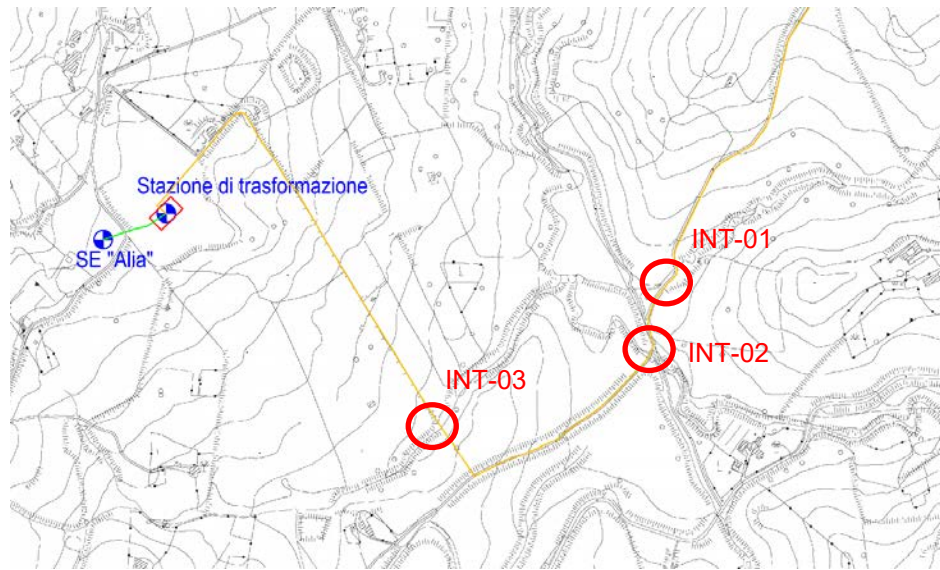 Stazione di trasformazione
SE "Alia"
INT-01
INT-02
INT-03